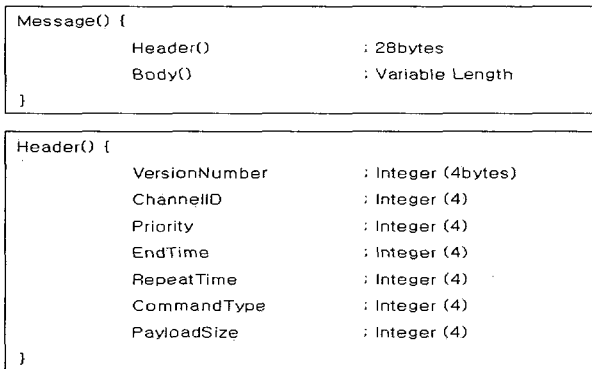 Message() {
Header() ; 28bytes
Body() ; Variable Length
}
Header() {
VersionNumber ; Integer (4bytes)
ChannelID ; Integer (4)
Priority ; Integer (4)
EndTime ; Integer (4)
RepeatTime ; Integer (4)
CommandType ; Integer (4)
PayloadSize ; Integer (4)
}